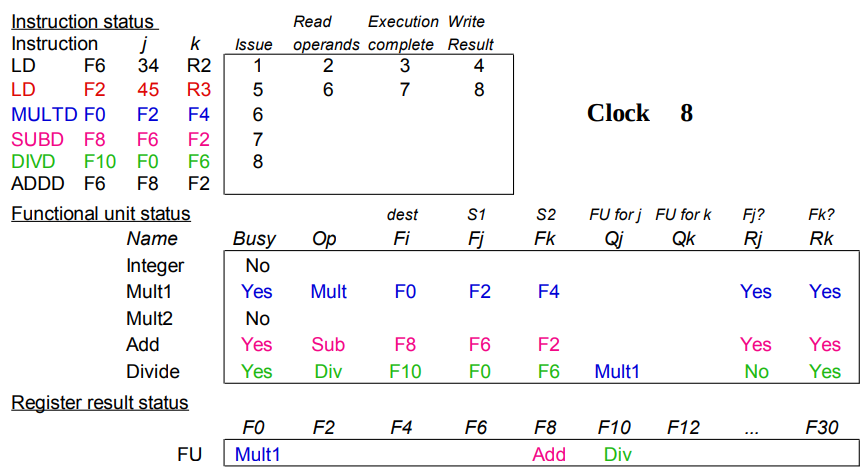 Instruction status Read Execution Write
Instruction j k Issue operands complete Result
LD F6 34 R2 1 2 3 4
LD F2 45 R3 5 6 7 8
MULTD F0 F2 F4 6
Clock 8
SUBD F8 F6 F2 7
DIVD F10 F0 F6 8
ADDD F6 F8 F2
Functional unit status dest S1 S2 FU for j FU for k Fj? Fk?
Name Busy Op Fi Fj Fk Qj Qk Rj Rk
Integer No
Mult1 Yes Mult F0 F2 F4 Yes Yes
Mult2 No
Add Yes Sub F8 F6 F2 Yes Yes
Divide Yes Div F10 F0 F6 Mult1 No Yes
Register result status
F0 F2 F4 F6 F8 F10 F12 ... F30
FU Mult1 Add Div